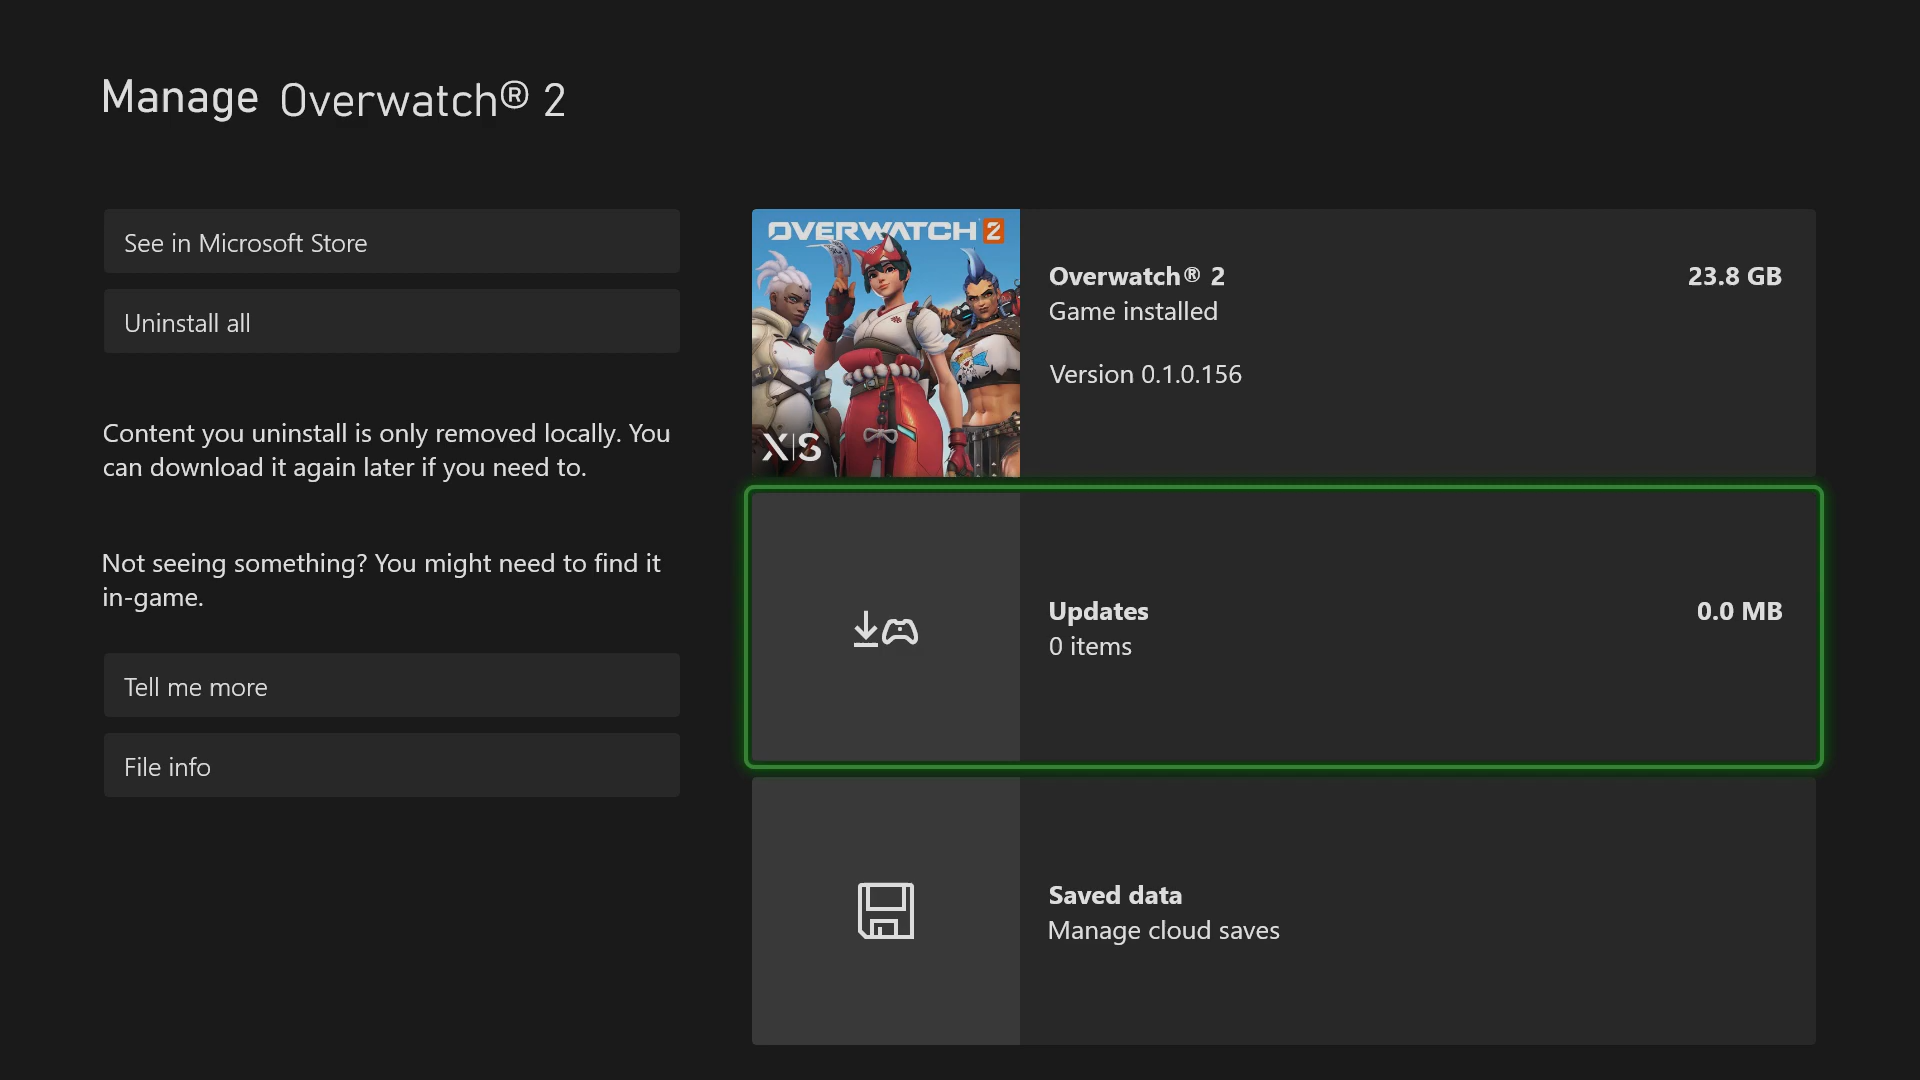 Manage Overwatch® 2
See in Microsoft Store
Uninstall all
Content you uninstall is only removed locally. You
can download it again later if you need to.
Not seeing something? You might need to find it
in-game.
Tell me more
File info
OVERWATCH 2
X|S
Overwatch® 2
23.8 GB
Game installed
Version 0.1.0.156
Updates
0.0 MB
0 items
Saved data
Manage cloud saves